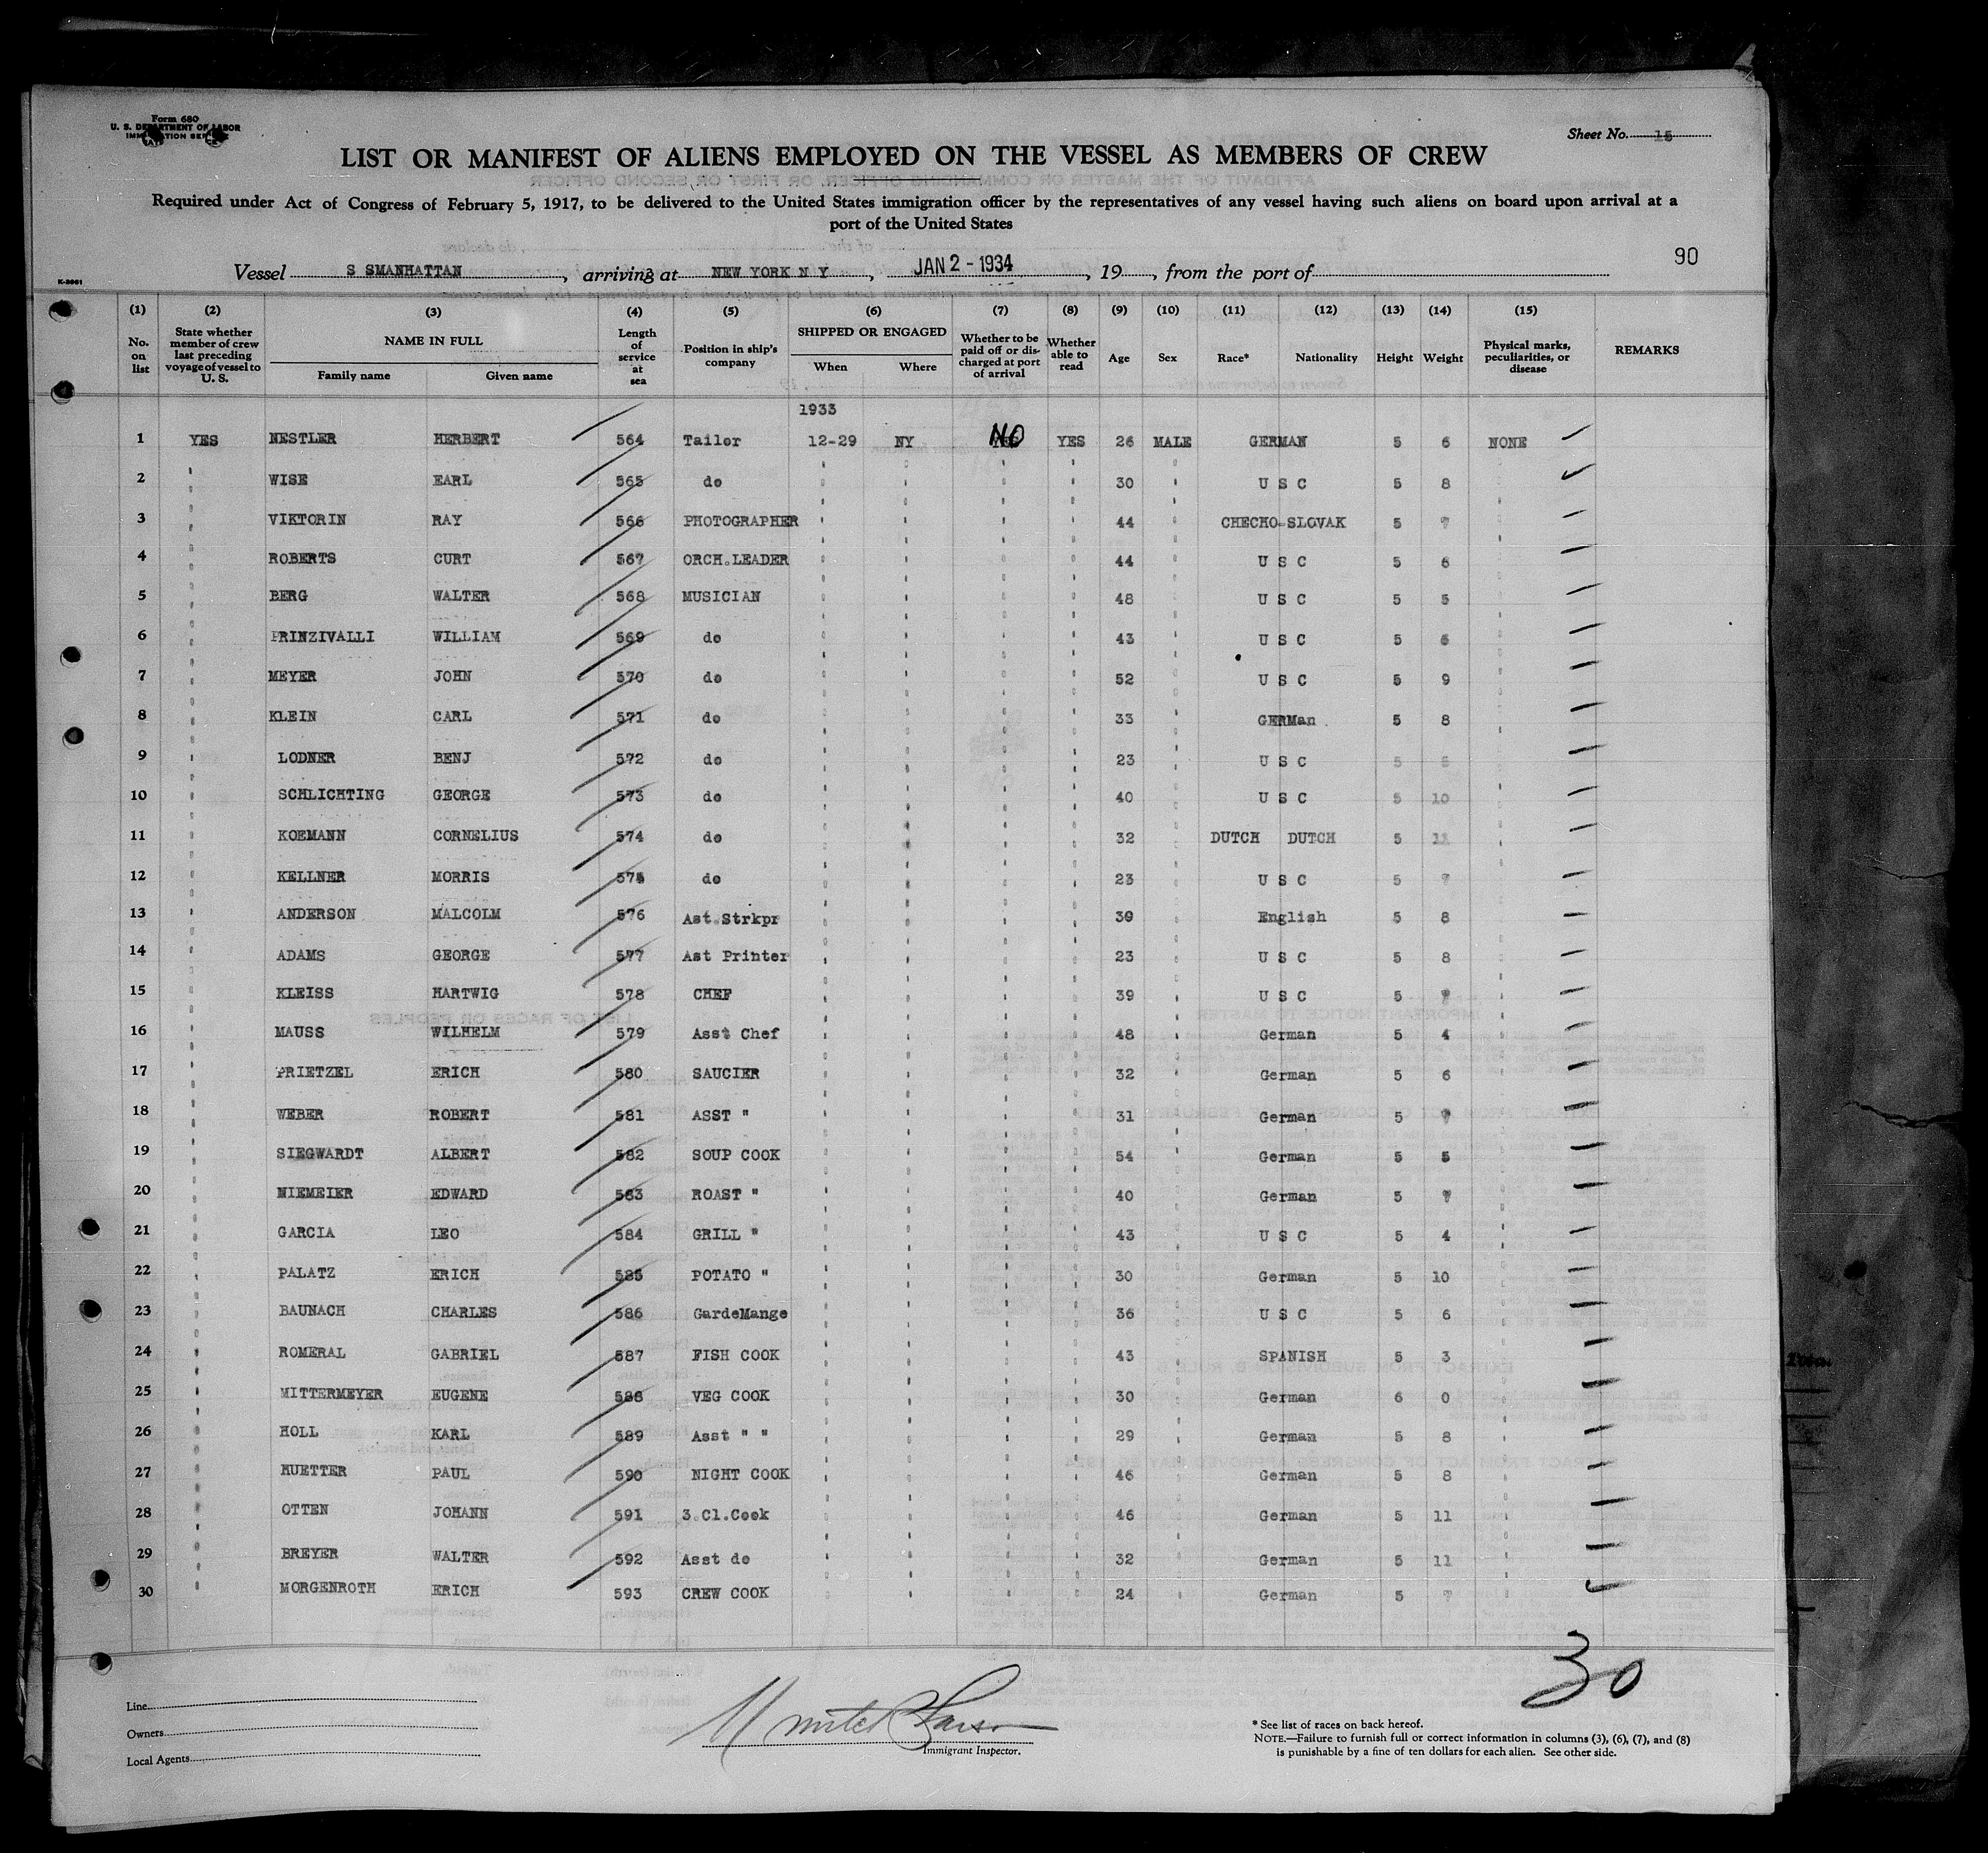 Form 680
U. S. DEPARTMENT OF LABOR
IMMIGRATION SERVICE
Sheet No. 15
LIST OR MANIFEST OF ALIENS EMPLOYED ON THE VESSEL AS MEMBERS OF CREW
Required under Act of Congress of February 5, 1917, to be delivered to the United States immigration officer by the representatives of any vessel having such aliens on board upon arrival at a
port of the United States
90
Vessel S SMANHATTAN, arriving at NEW YORK N Y, JAN 2 - 1934, 19, from the port of
K-2061
(1) (2) (3) (4) (5) (6) (7) (8) (9) (10) (11) (12) (13) (14) (15)
No. on list
State whether member of crew last preceding voyage of vessel to U. S.
NAME IN FULL
Family name Given name
Length of service at sea
Position in ship's company
SHIPPED OR ENGAGED
When Where
Whether to be paid off or discharged at port of arrival
Whether able to read
Age Sex Race* Nationality Height Weight
Physical marks, peculiarities, or disease
REMARKS
1933
1 YES NESTLER HERBERT 564 Tailor 12-29 NY NO YES 26 MALE GERMAN 5 6 NONE
2 " WISE EARL 565 do " " " " 30 " U S C 5 8 "
3 " VIKTORIN RAY 566 PHOTOGRAPHER " " " " 44 " CHECHO-SLOVAK 5 7 "
4 " ROBERTS CURT 567 ORCH.LEADER " " " " 44 " U S C 5 6 "
5 " BERG WALTER 568 MUSICIAN " " " " 48 " U S C 5 5 "
6 " PRINZIVALLI WILLIAM 569 do " " " " 43 " U S C 5 6 "
7 " MEYER JOHN 570 do " " " " 52 " U S C 5 9 "
8 " KLEIN CARL 571 do " " " " 33 " GERMan 5 8 "
9 " LODNER BENJ 572 do " " " " 23 " U S C 5 5 "
10 " SCHLICHTING GEORGE 573 do " " " " 40 " U S C 5 10 "
11 " KOEMANN CORNELIUS 574 do " " " " 32 " DUTCH DUTCH 5 11 "
12 " KELLNER MORRIS 575 do " " " " 23 " U S C 5 7 "
13 " ANDERSON MALCOLM 576 Ast.Strkpr " " " " 39 " English 5 8 "
14 " ADAMS GEORGE 577 Ast Printer " " " " 23 " U S C 5 8 "
15 " KLEISS HARTWIG 578 CHEF " " " " 39 " U S C 5 7 "
16 " MAUSS WILHELM 579 Asst Chef " " " " 48 " German 5 4 "
17 " PRIETZEL ERICH 580 SAUCIER " " " " 32 " German 5 6 "
18 " WEBER ROBERT 581 ASST " " " " " 31 " German 5 7 "
19 " SIEGWARDT ALBERT 582 SOUP COOK " " " " 54 " German 5 5 "
20 " NIEMEIER EDWARD 583 ROAST " " " " " 40 " German 5 7 "
21 " GARCIA LEO 584 GRILL " " " " " 43 " U S C 5 4 "
22 " PALATZ ERICH 585 POTATO " " " " " 30 " German 5 10 "
23 " BAUNACH CHARLES 586 GardeMange " " " " 36 " U S C 5 6 "
24 " ROMERAL GABRIEL 587 FISH COOK " " " " 43 " SPANISH 5 3 "
25 " MITTERMEYER EUGENE 588 VEG COOK " " " " 30 " German 6 0 "
26 " HOLL KARL 589 Asst " " " " " " 29 " German 5 8 "
27 " HUETTER PAUL 590 NIGHT COOK " " " " 46 " German 5 8 "
28 " OTTEN JOHANN 591 3.Cl.Cook " " " " 46 " German 5 11 "
29 " BREYER WALTER 592 Asst do " " " " 32 " German 5 11 "
30 " MORGENROTH ERICH 593 CREW COOK " " " " 24 " German 5 7 "
30
Line
Owners
Local Agents
Immigrant Inspector.
* See list of races on back hereof.
NOTE.—Failure to furnish full or correct information in columns (3), (6), (7), and (8)
is punishable by a fine of ten dollars for each alien. See other side.